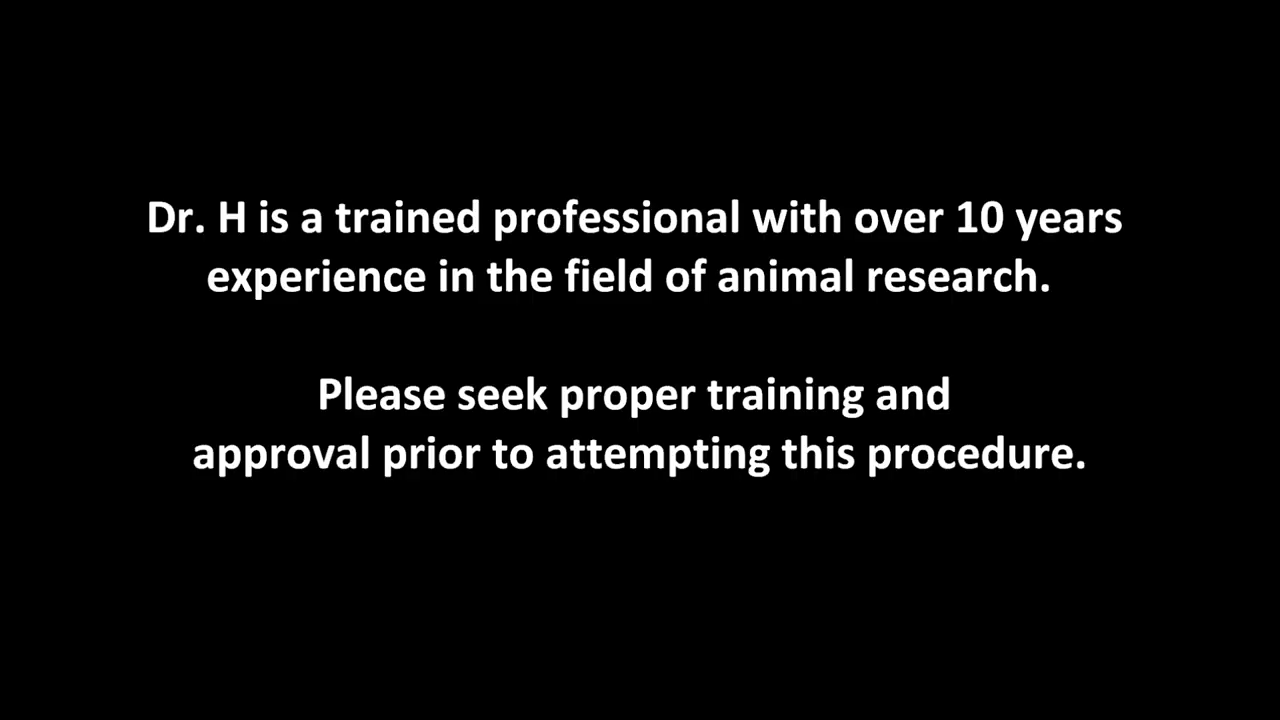 Dr. H is a trained professional with over 10 years
experience in the field of animal research.
Please seek proper training and
approval prior to attempting this procedure.